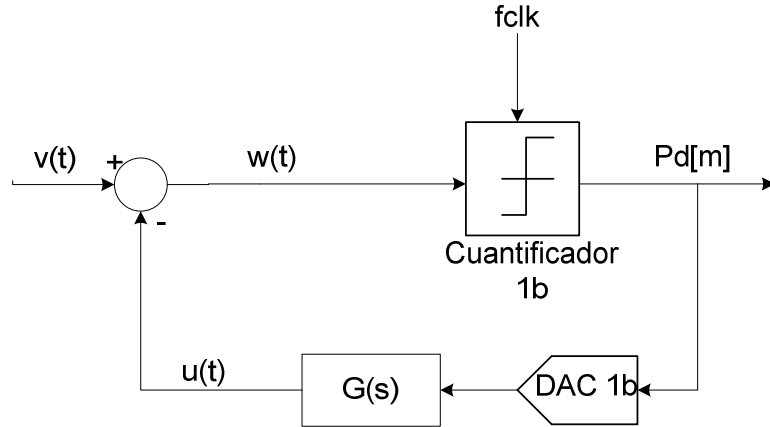 fclk
v(t)
+
w(t)
Pd[m]
-
Cuantificador
1b
u(t)
G(s)
DAC 1b